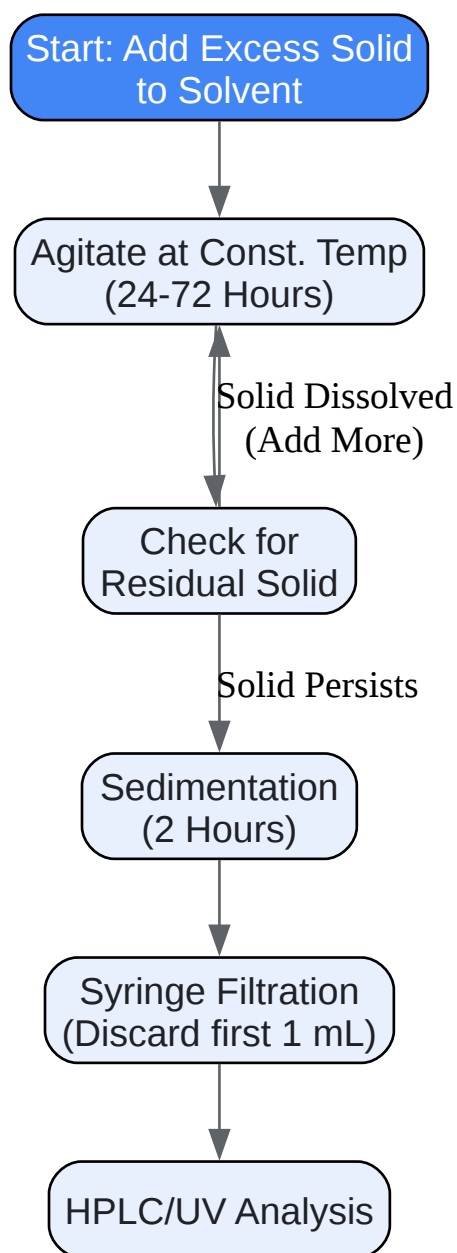 Start: Add Excess Solid
to Solvent
Agitate at Const. Temp
(24-72 Hours)
Solid Dissolved
(Add More)
Check for
Residual Solid
Solid Persists
Sedimentation
(2 Hours)
Syringe Filtration
(Discard first 1 mL)
HPLC/UV Analysis